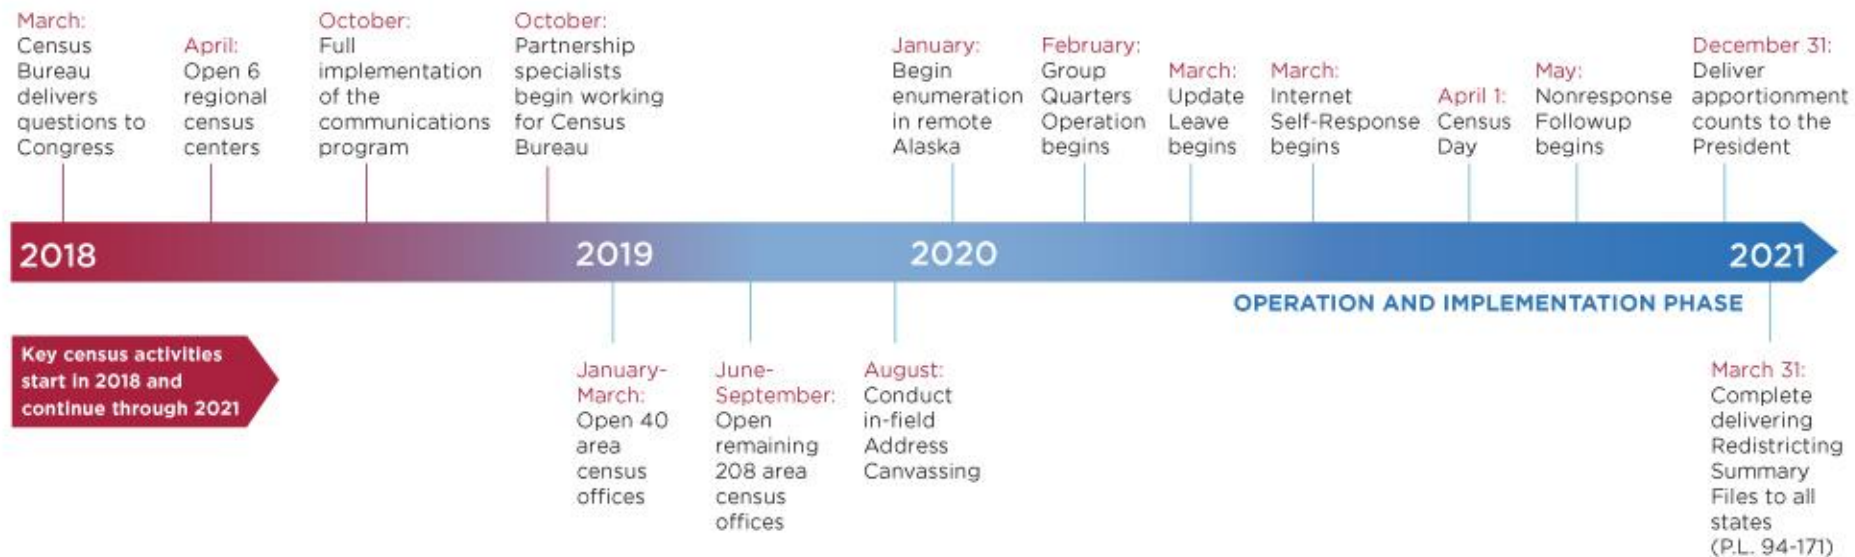 March:
Census
Bureau
delivers
questions to
Congress
April:
Open 6
regional
census
centers
October:
Full
implementation
of the
communications
program
October:
Partnership
specialists
begin working
for Census
Bureau
January:
Begin
enumeration
in remote
Alaska
February:
Group
Quarters
Operation
begins
March:
Update
Leave
begins
March:
Internet
Self-Response
begins
April 1:
Census
Day
May:
Nonresponse
Followup
begins
December 31:
Deliver
apportionment
counts to the
President
2018
2019
2020
2021
OPERATION AND IMPLEMENTATION PHASE
Key census activities
start in 2018 and
continue through 2021
January-
March:
Open 40
area
census
offices
June-
September:
Open
remaining
208 area
census
offices
August:
Conduct
in-field
Address
Canvassing
March 31:
Complete
delivering
Redistricting
Summary
Files to all
states
(P.L. 94-171)